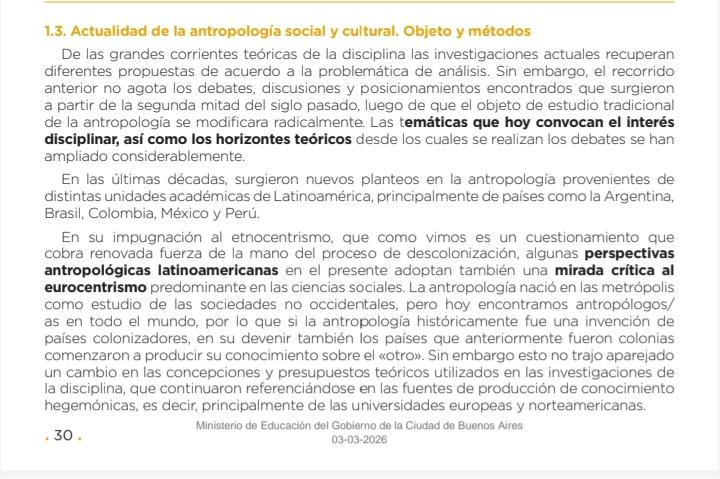 1.3. Actualidad de la antropología social y cultural. Objeto y métodos
De las grandes corrientes teóricas de la disciplina las investigaciones actuales recuperan
diferentes propuestas de acuerdo a la problemática de análisis. Sin embargo, el recorrido
anterior no agota los debates, discusiones y posicionamientos encontrados que surgieron
a partir de la segunda mitad del siglo pasado, luego de que el objeto de estudio tradicional
de la antropología se modificara radicalmente. Las temáticas que hoy convocan el interés
disciplinar, así como los horizontes teóricos desde los cuales se realizan los debates se han
ampliado considerablemente.
En las últimas décadas, surgieron nuevos planteos en la antropología provenientes de
distintas unidades académicas de Latinoamérica, principalmente de países como la Argentina,
Brasil, Colombia, México y Perú.
En su impugnación al etnocentrismo, que como vimos es un cuestionamiento que
cobra renovada fuerza de la mano del proceso de descolonización, algunas perspectivas
antropológicas latinoamericanas en el presente adoptan también una mirada crítica al
eurocentrismo predominante en las ciencias sociales. La antropología nació en las metrópolis
como estudio de las sociedades no occidentales, pero hoy encontramos antropólogos/
as en todo el mundo, por lo que si la antropología históricamente fue una invención de
países colonizadores, en su devenir también los países que anteriormente fueron colonias
comenzaron a producir su conocimiento sobre el «otro». Sin embargo esto no trajo aparejado
un cambio en las concepciones y presupuestos teóricos utilizados en las investigaciones de
la disciplina, que continuaron referenciándose en las fuentes de producción de conocimiento
hegemónicas, es decir, principalmente de las universidades europeas y norteamericanas.
. 30 .
Ministerio de Educación del Gobierno de la Ciudad de Buenos Aires
03-03-2026